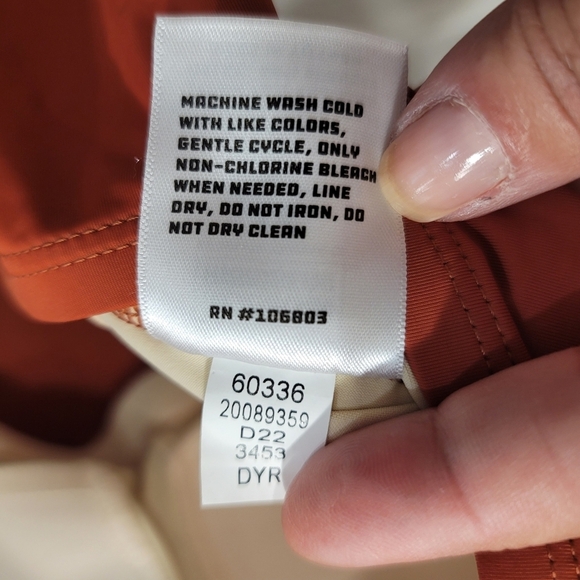 MACHINE WASH COLD
WITH LIKE COLORS,
GENTLE CYCLE, ONLY
NON-CHLORINE BLEACH
WHEN NEEDED, LINE
DRY, DO NOT IRON, DO
NOT DRY CLEAN
RN #106803
60336
20089359
D22
3453
DYR